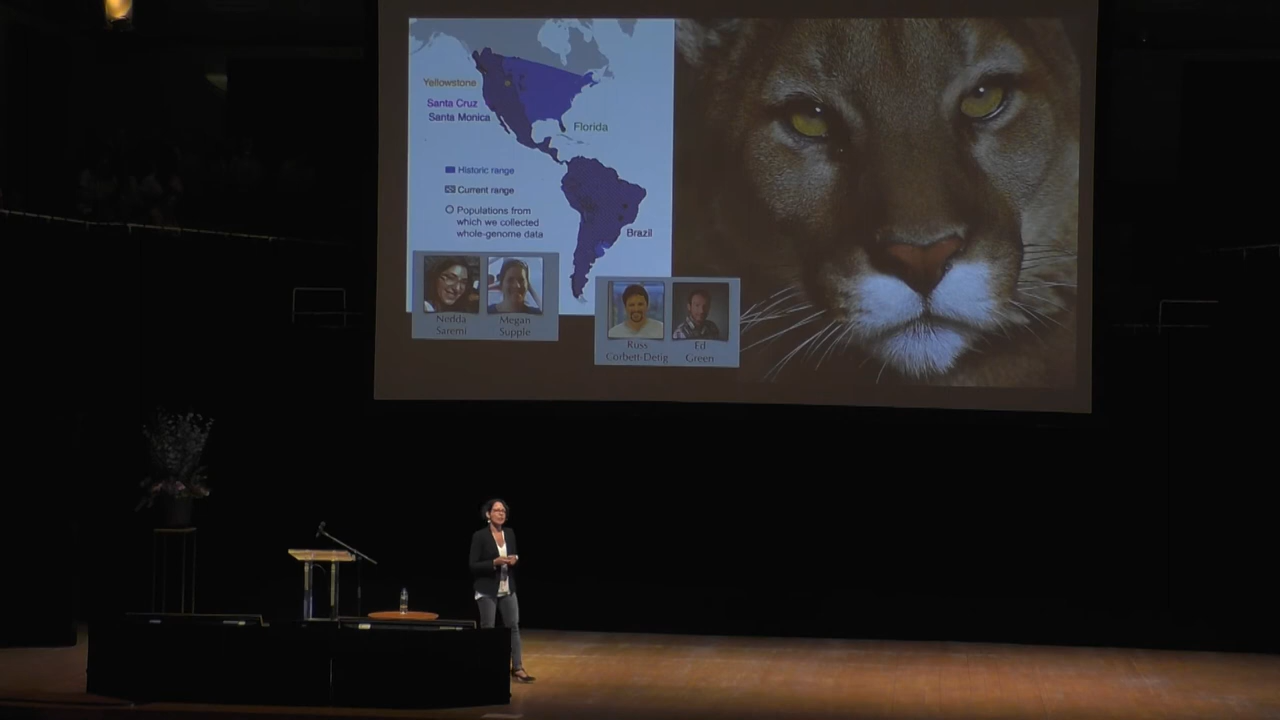 Yellowstone
Santa Cruz
Santa Monica
Florida
Historic range
Current range
Populations from
which we collected
whole-genome data
Brazil
Nedda
Saremi
Megan
Supple
Russ
Corbett-Detig
Ed
Green